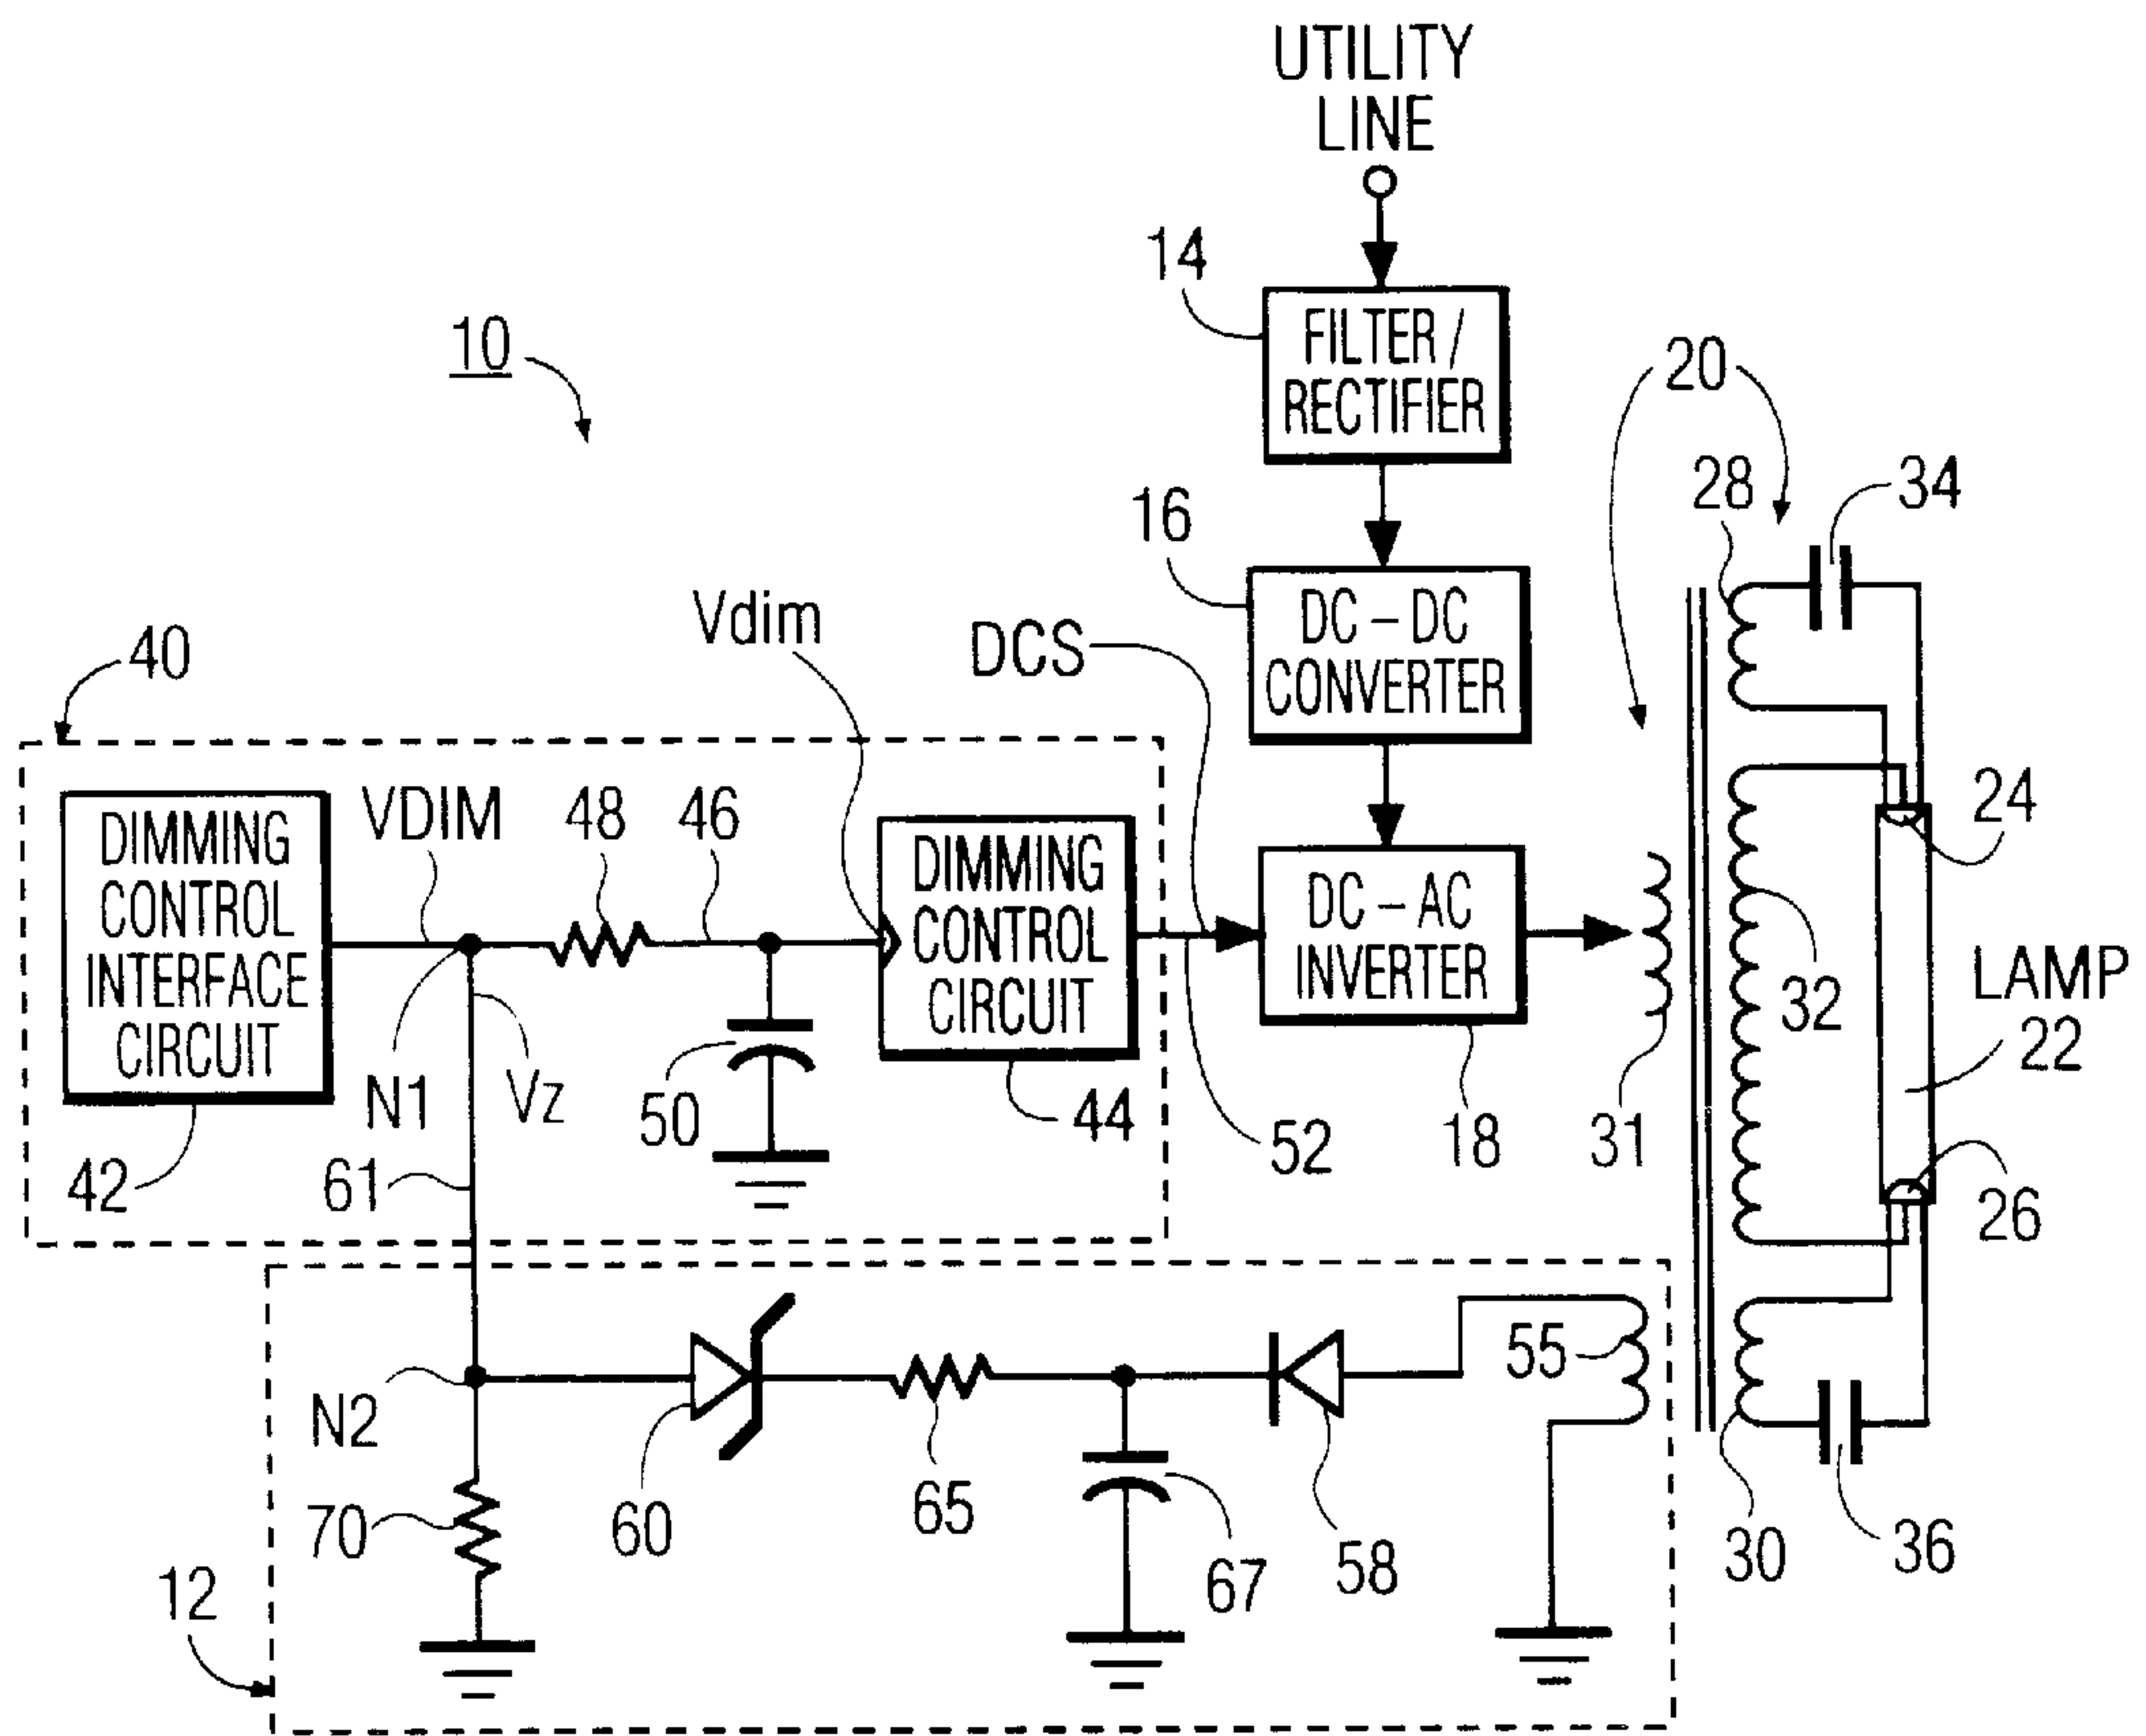 UTILITY
LINE
14
FILTER/
RECTIFIER
10
20
28
34
16
DC-DC
CONVERTER
Vdim
DCS
40
24
VDIM
48
46
DIMMING
CONTROL
INTERFACE
CIRCUIT
DIMMING
CONTROL
CIRCUIT
DC-AC
INVERTER
32
LAMP
22
N1
Vz
50
44
52
18
31
42
61
26
55
N2
70
60
65
67
58
30
36
12